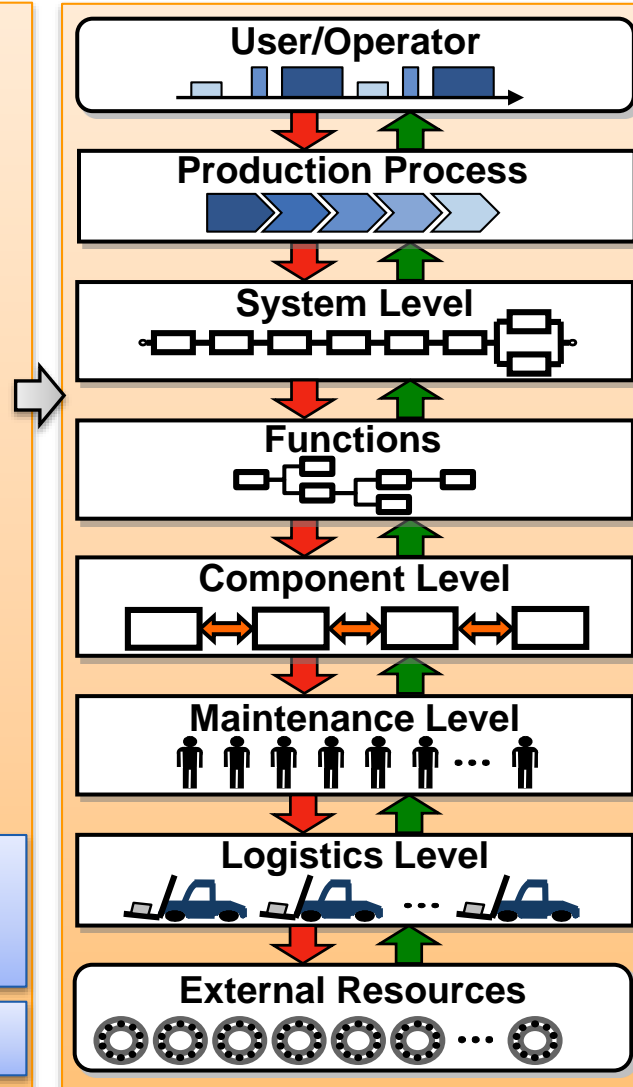 User/Operator
Production Process
System Level
Functions
Component Level
Maintenance Level
Logistics Level
External Resources